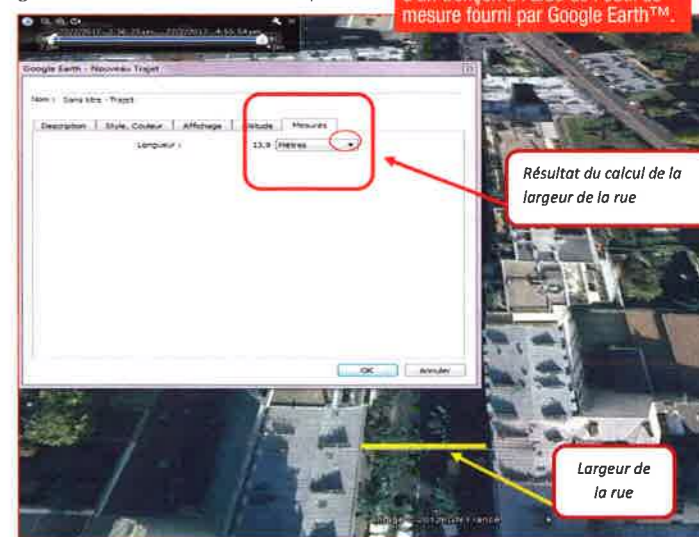 mesure fourni par Google Earth™.
Google Earth - Nouveau Trajet
Nom : Sans titre - Trajet
Description Style, Couleur Affichage Altitude Mesures
Longueur : 13,9 Mètres
Résultat du calcul de la
largeur de la rue
OK Annuler
Largeur de
la rue